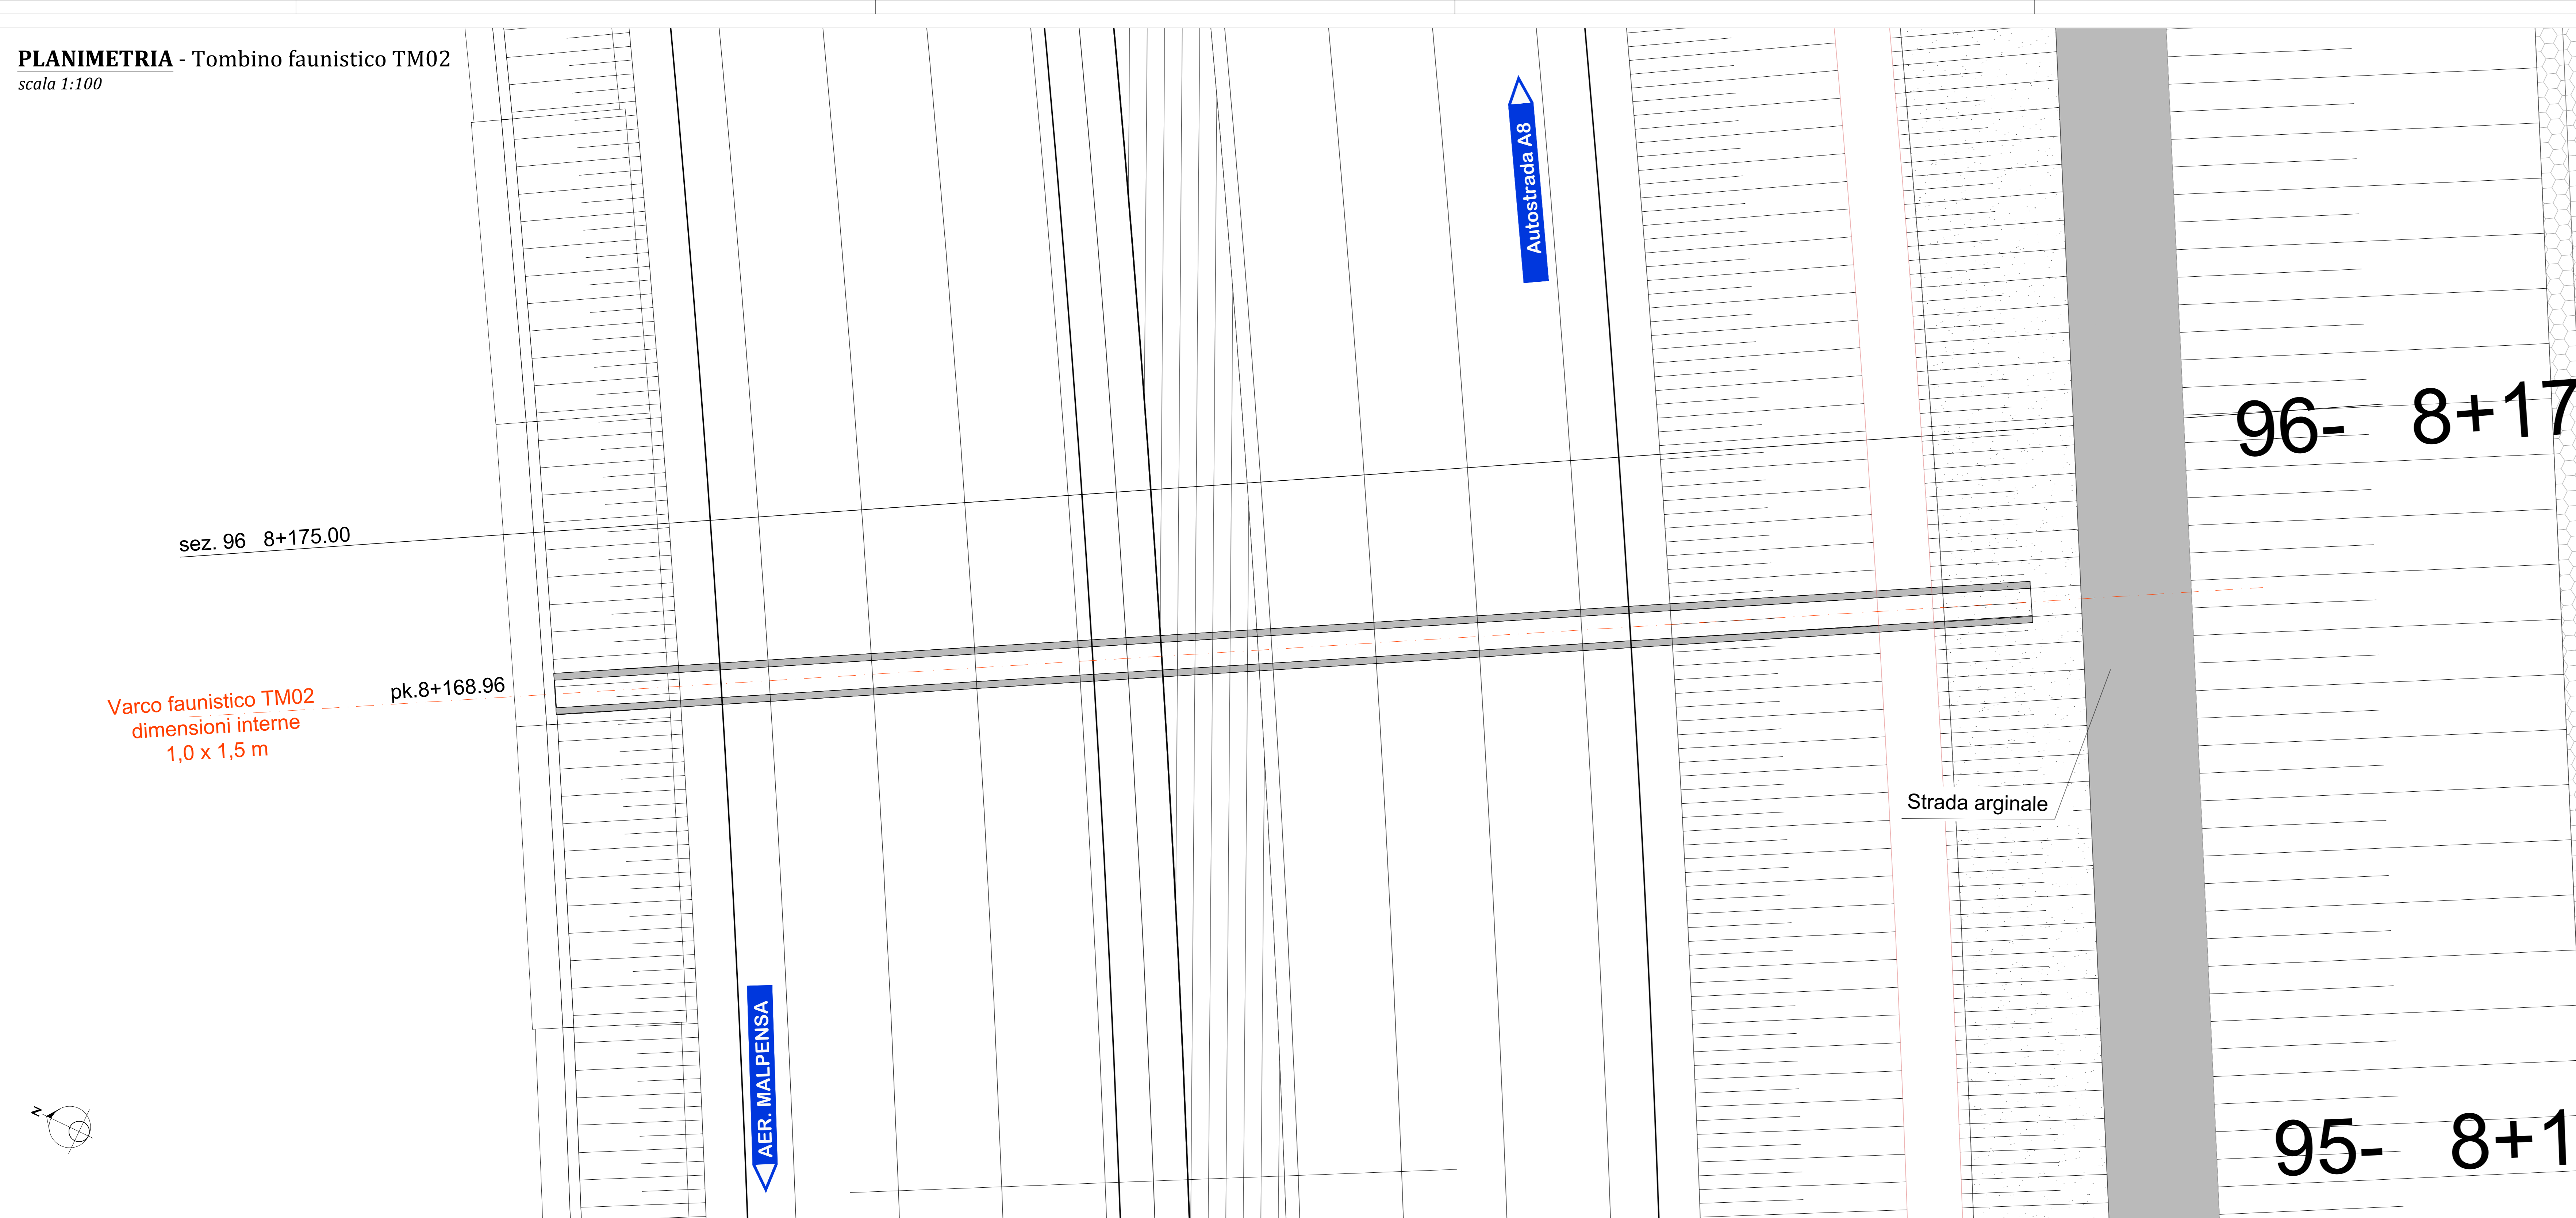 PLANIMETRIA - Tombino faunistico TM02
scala 1:100
Autostrada A8
96- 8+17
sez. 96 8+175.00
pk.8+168.96
Varco faunistico TM02
dimensioni interne
1,0 x 1,5 m
Strada arginale
AER. MALPENSA
N
95- 8+1